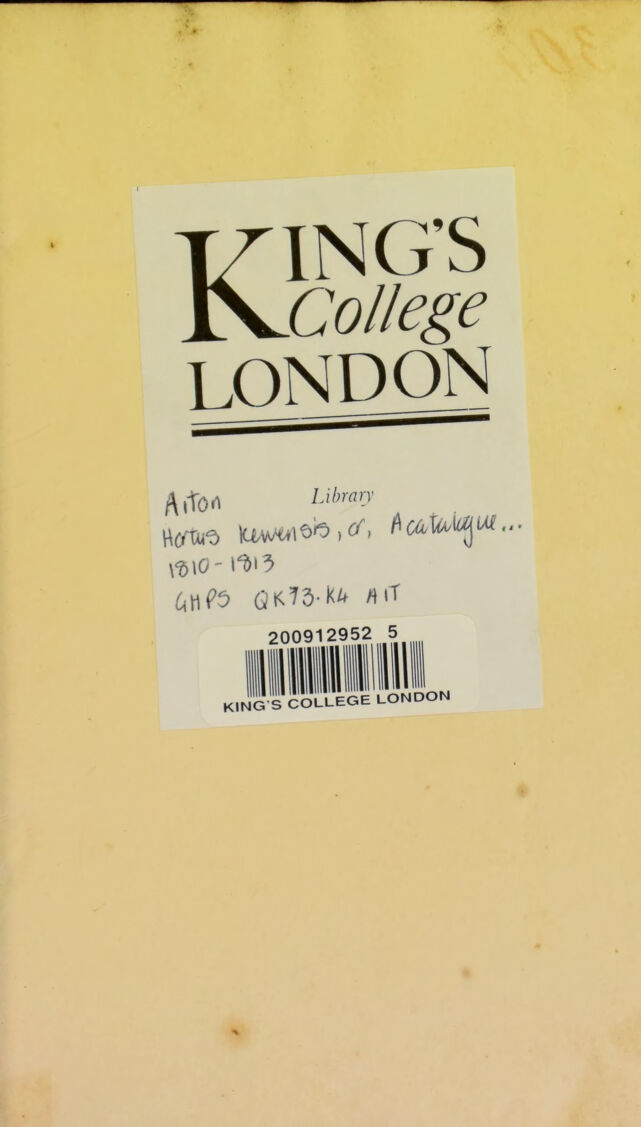 KING'S
College
LONDON
Library
Aiton
Hortus kewensis, or, A catalogue...
1810-1813
GHPS QK73.K4 AIT
200912952 5
KING'S COLLEGE LONDON